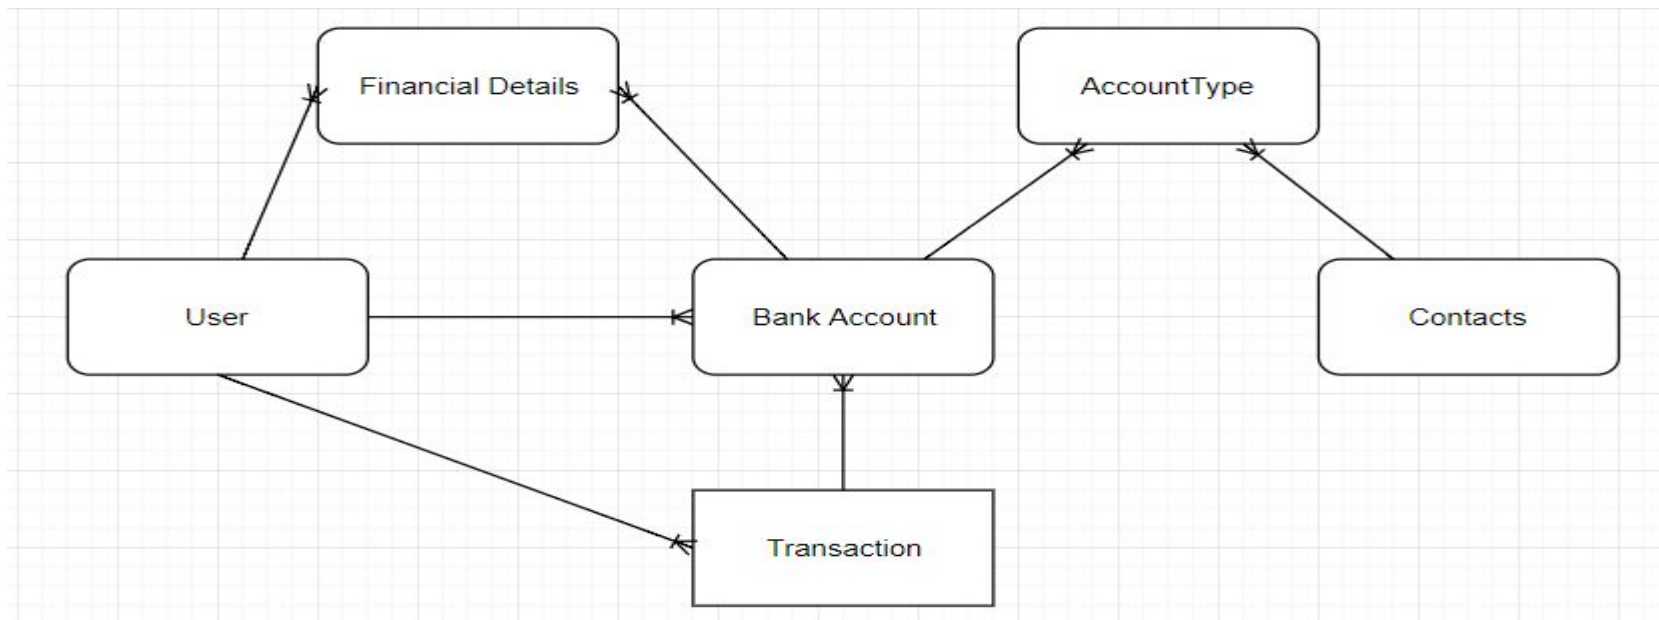 Financial Details
AccountType
User
Bank Account
Contacts
Transaction